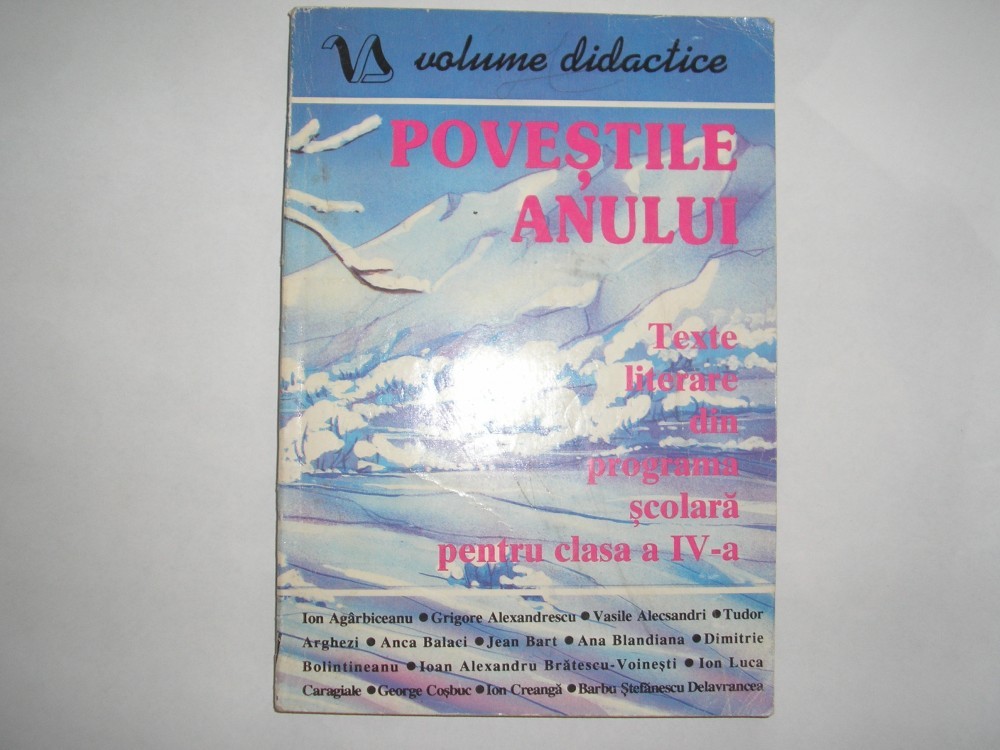 VD volume didactice
POVEȘTILE
ANULUI
Texte
literare
din
programa
școlară
pentru clasa a IV-a
Ion Agârbiceanu ● Grigore Alexandrescu ● Vasile Alecsandri ● Tudor
Arghezi ● Anca Balaci ● Jean Bart ● Ana Blandiana ● Dimitrie
Bolintineanu ● Ioan Alexandru Brătescu-Voinești ● Ion Luca
Caragiale ● George Coșbuc ● Ion Creangă ● Barbu Ștefănescu Delavrancea